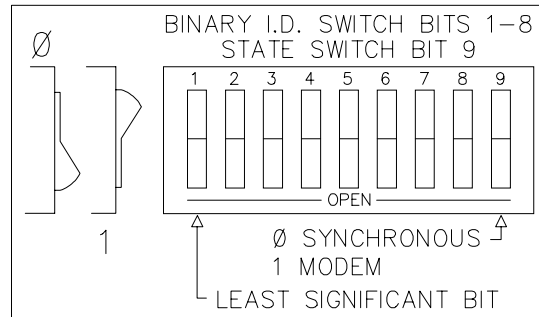 BINARY I.D. SWITCH BITS 1-8
STATE SWITCH BIT 9
Ø
1 2 3 4 5 6 7 8 9
OPEN
1
Ø SYNCHRONOUS
1 MODEM
LEAST SIGNIFICANT BIT